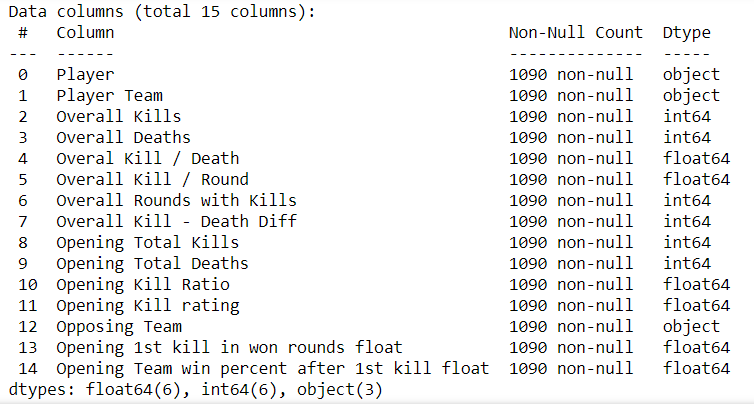 Data columns (total 15 columns):
 #   Column                                        Non-Null Count  Dtype
---  ------                                        --------------  -----
 0   Player                                        1090 non-null   object
 1   Player Team                                   1090 non-null   object
 2   Overall Kills                                 1090 non-null   int64
 3   Overall Deaths                                1090 non-null   int64
 4   Overal Kill / Death                           1090 non-null   float64
 5   Overall Kill / Round                          1090 non-null   float64
 6   Overall Rounds with Kills                     1090 non-null   int64
 7   Overall Kill - Death Diff                     1090 non-null   int64
 8   Opening Total Kills                           1090 non-null   int64
 9   Opening Total Deaths                          1090 non-null   int64
 10  Opening Kill Ratio                            1090 non-null   float64
 11  Opening Kill rating                           1090 non-null   float64
 12  Opposing Team                                 1090 non-null   object
 13  Opening 1st kill in won rounds float          1090 non-null   float64
 14  Opening Team win percent after 1st kill float  1090 non-null   float64
dtypes: float64(6), int64(6), object(3)